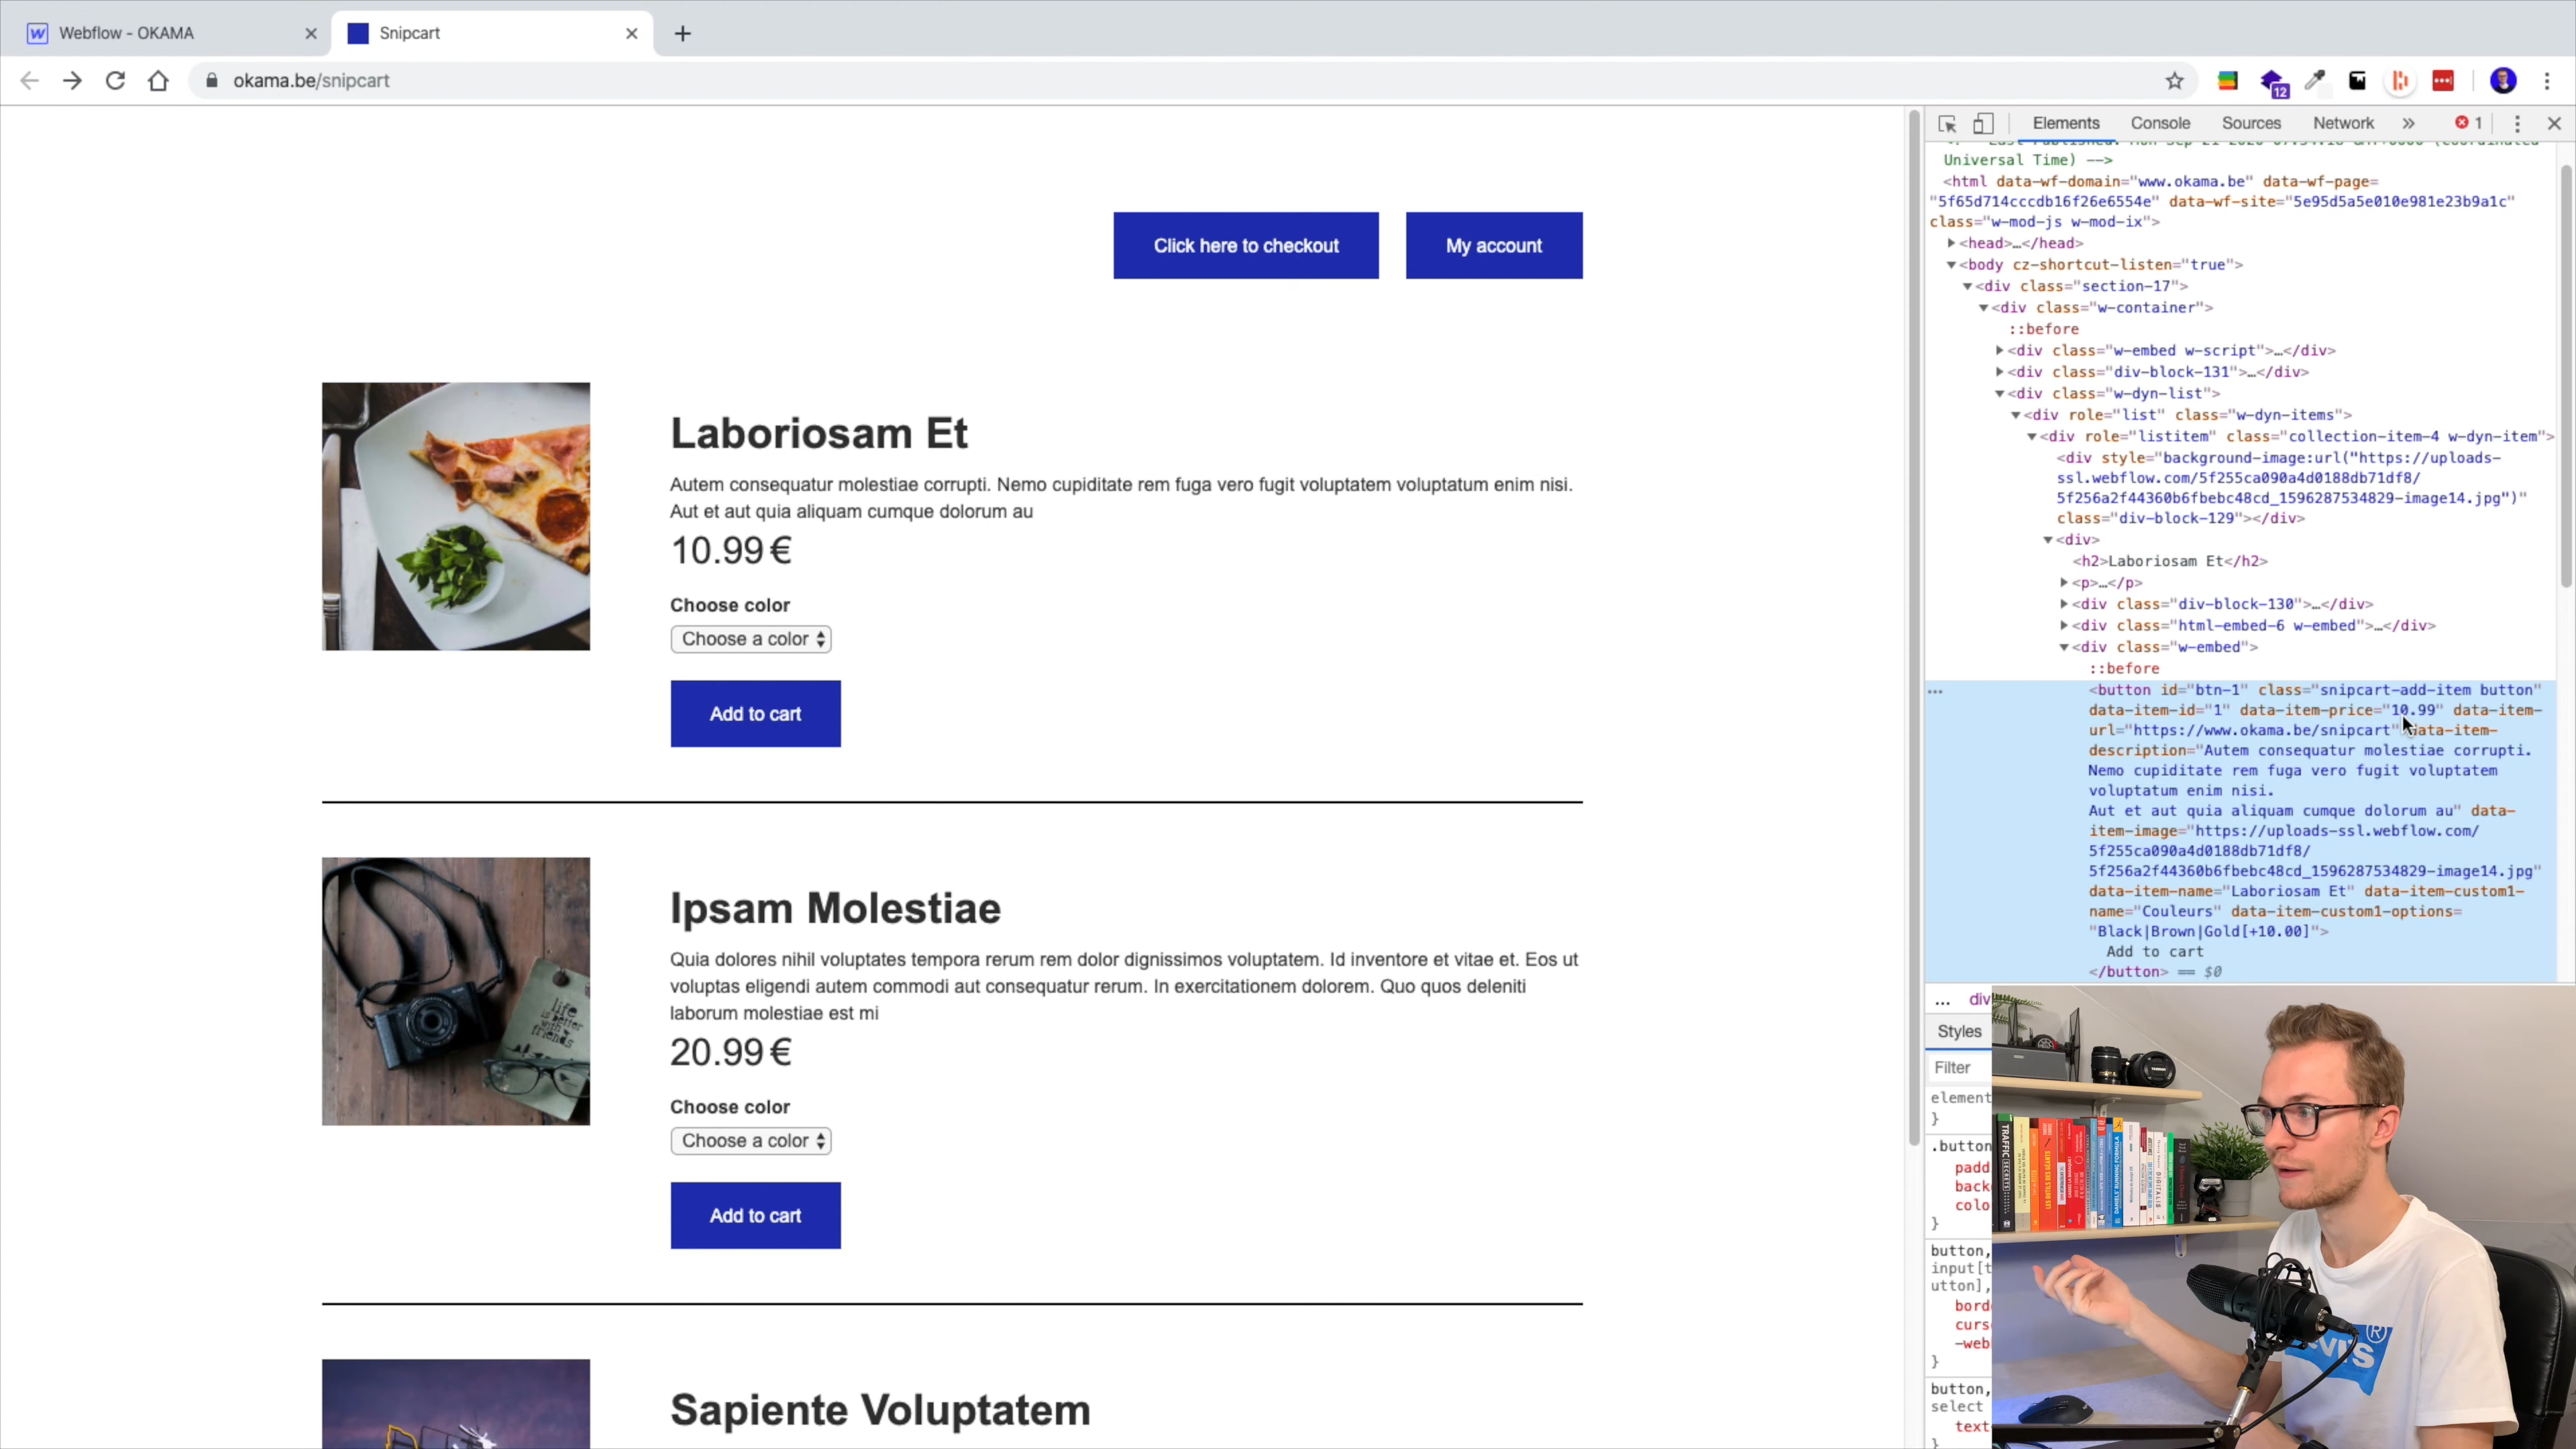 Webflow - OKAMA
Snipcart
okama.be/snipcart
12
Elements Console Sources Network 1
Universal Time) -->
<html data-wf-domain="www.okama.be" data-wf-page=
"5f65d714cccdb16f26e6554e" data-wf-site="5e95d5a5e010e981e23b9a1c"
class="w-mod-js w-mod-ix">
<head>…</head>
<body cz-shortcut-listen="true">
<div class="section-17">
<div class="w-container">
::before
<div class="w-embed w-script">…</div>
<div class="div-block-131">…</div>
<div class="w-dyn-list">
<div role="list" class="w-dyn-items">
<div role="listitem" class="collection-item-4 w-dyn-item">
<div style="background-image:url("https://uploads-
ssl.webflow.com/5f255ca090a4d0188db71df8/
5f256a2f44360b6fbebc48cd_1596287534829-image14.jpg")"
class="div-block-129"></div>
<div>
<h2>Laboriosam Et</h2>
<p>…</p>
<div class="div-block-130">…</div>
<div class="html-embed-6 w-embed">…</div>
<div class="w-embed">
::before
<button id="btn-1" class="snipcart-add-item button"
data-item-id="1" data-item-price="10.99" data-item-
url="https://www.okama.be/snipcart" data-item-
description="Autem consequatur molestiae corrupti.
Nemo cupiditate rem fuga vero fugit voluptatem
voluptatum enim nisi.
Aut et aut quia aliquam cumque dolorum au" data-
item-image="https://uploads-ssl.webflow.com/
5f255ca090a4d0188db71df8/
5f256a2f44360b6fbebc48cd_1596287534829-image14.jpg"
data-item-name="Laboriosam Et" data-item-custom1-
name="Couleurs" data-item-custom1-options=
"Black|Brown|Gold[+10.00]">
Add to cart
</button> == $0
… div
Styles
Filter
element
}
.button
padd
back
colo
}
button,
input[t
utton],
bord
curs
-web
}
button,
select
text
Click here to checkout
My account
Laboriosam Et
Autem consequatur molestiae corrupti. Nemo cupiditate rem fuga vero fugit voluptatem voluptatum enim nisi.
Aut et aut quia aliquam cumque dolorum au
10.99 €
Choose color
Choose a color
Add to cart
Ipsam Molestiae
Quia dolores nihil voluptates tempora rerum rem dolor dignissimos voluptatem. Id inventore et vitae et. Eos ut
voluptas eligendi autem commodi aut consequatur rerum. In exercitationem dolorem. Quo quos deleniti
laborum molestiae est mi
20.99 €
Choose color
Choose a color
Add to cart
Sapiente Voluptatem
life
is better
with
friends
TRAFFIC SECRETS